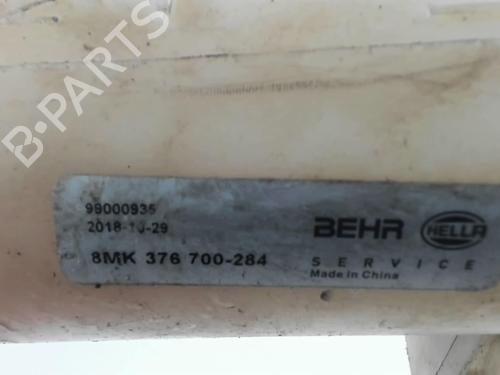 B-PARTS
99000935
2018-10-29
8MK 376 700-284
BEHR HELLA
SERVICE
Made in China